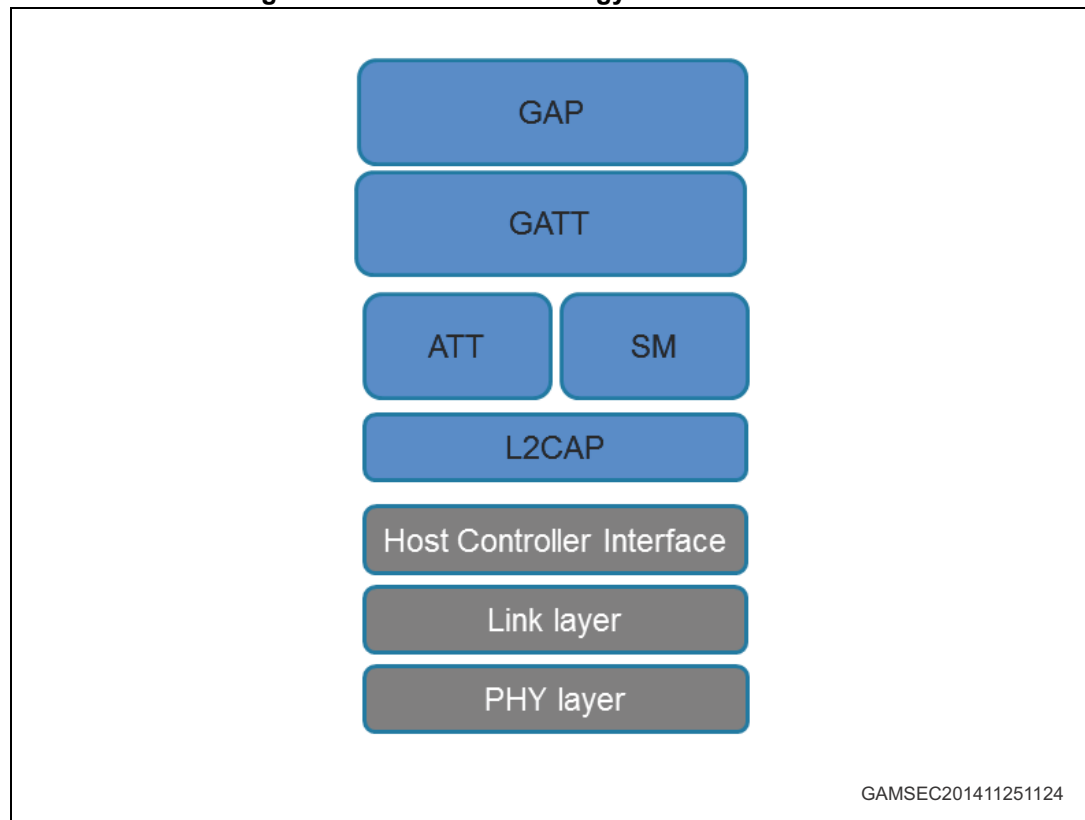 GAP
GATT
ATT SM
L2CAP
Host Controller Interface
Link layer
PHY layer
GAMSEC201411251124